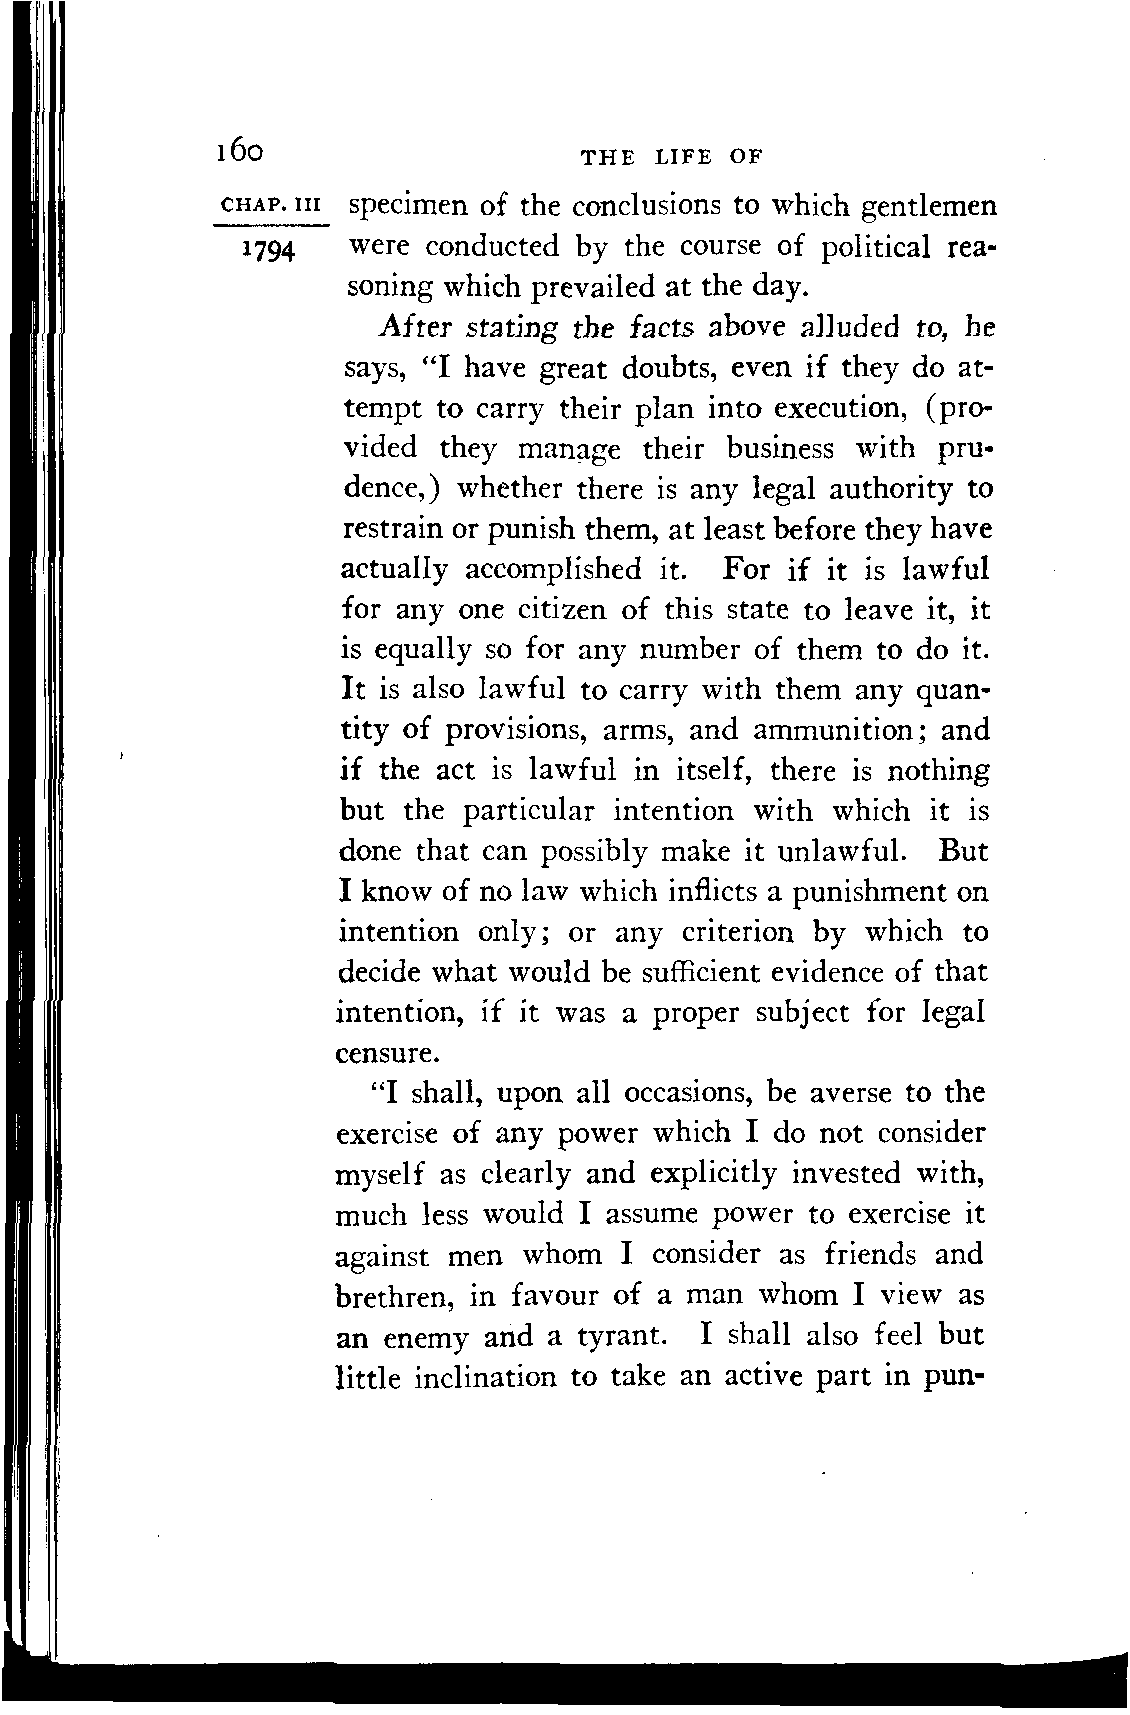 160
THE LIFE OF
CHAP. III
1794
specimen of the conclusions to which gentlemen
were conducted by the course of political rea-
soning which prevailed at the day.
After stating the facts above alluded to, he
says, “I have great doubts, even if they do at-
tempt to carry their plan into execution, (pro-
vided they manage their business with pru-
dence,) whether there is any legal authority to
restrain or punish them, at least before they have
actually accomplished it. For if it is lawful
for any one citizen of this state to leave it, it
is equally so for any number of them to do it.
It is also lawful to carry with them any quan-
tity of provisions, arms, and ammunition; and
if the act is lawful in itself, there is nothing
but the particular intention with which it is
done that can possibly make it unlawful. But
I know of no law which inflicts a punishment on
intention only; or any criterion by which to
decide what would be sufficient evidence of that
intention, if it was a proper subject for legal
censure.
“I shall, upon all occasions, be averse to the
exercise of any power which I do not consider
myself as clearly and explicitly invested with,
much less would I assume power to exercise it
against men whom I consider as friends and
brethren, in favour of a man whom I view as
an enemy and a tyrant. I shall also feel but
little inclination to take an active part in pun-